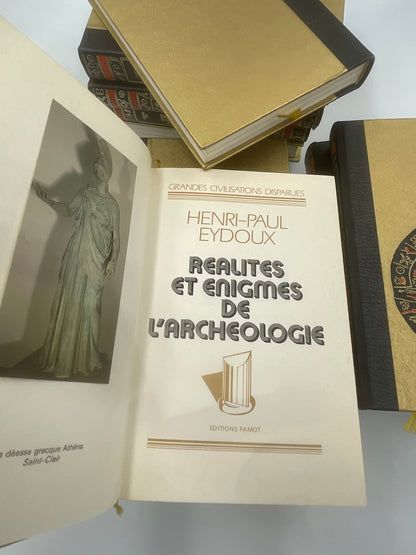 GRANDES CIVILISATIONS DISPARUES
HENRI-PAUL
EYDOUX
REALITES
ET ENIGMES
DE
L'ARCHEOLOGIE
EDITIONS FAMOT
déesse grecque Athéna.
Saint-Clair